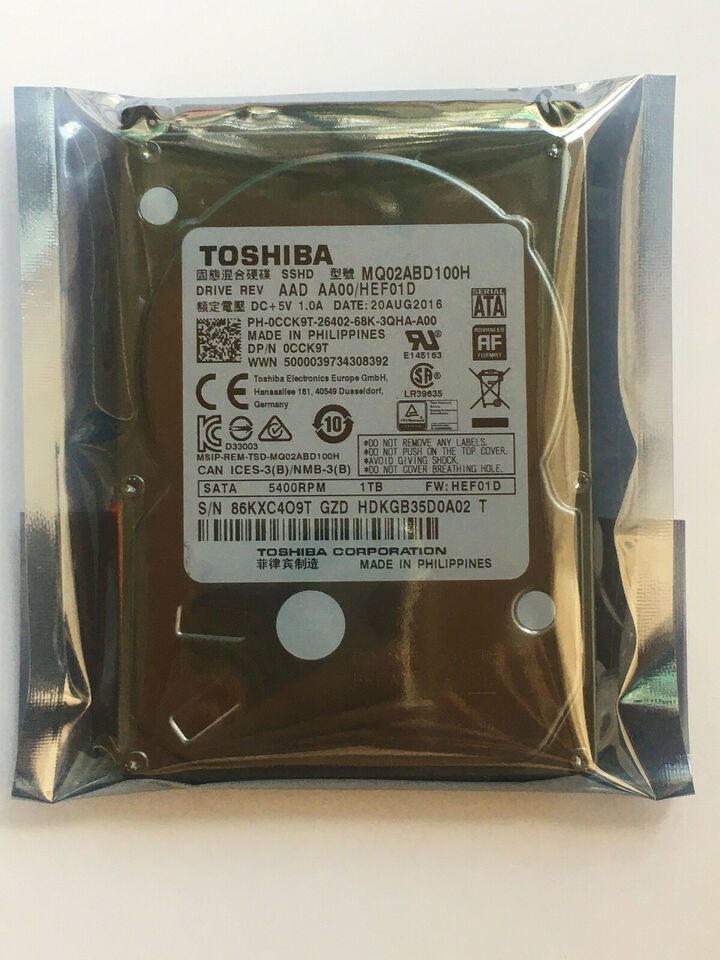 TOSHIBA
固態混合硬碟 SSHD 型號 MQ02ABD100H
DRIVE REV AAD AA00/HEF01D
額定電壓 DC+5V 1.0A DATE:20AUG2016
SERIAL
ATA
PH-0CCK9T-26402-68K-3QHA-A00
MADE IN PHILIPPINES
DP/N 0CCK9T
WWN 5000039734308392
E145163
ADVANCED
AF
FORMAT
CE
Toshiba Electronics Europe GmbH,
Hansaallee 181, 40549 Dusseldorf,
Germany
LR39635
10
D33003
MSIP-REM-TSD-MQ02ABD100H
CAN ICES-3(B)/NMB-3(B)
*DO NOT REMOVE ANY LABELS.
*DO NOT PUSH ON THE TOP COVER.
*AVOID GIVING SHOCK.
*DO NOT COVER BREATHING HOLE.
SATA 5400RPM 1TB FW:HEF01D
S/N 86KXC4O9T GZD HDKGB35D0A02 T
TOSHIBA CORPORATION
菲律宾制造 MADE IN PHILIPPINES